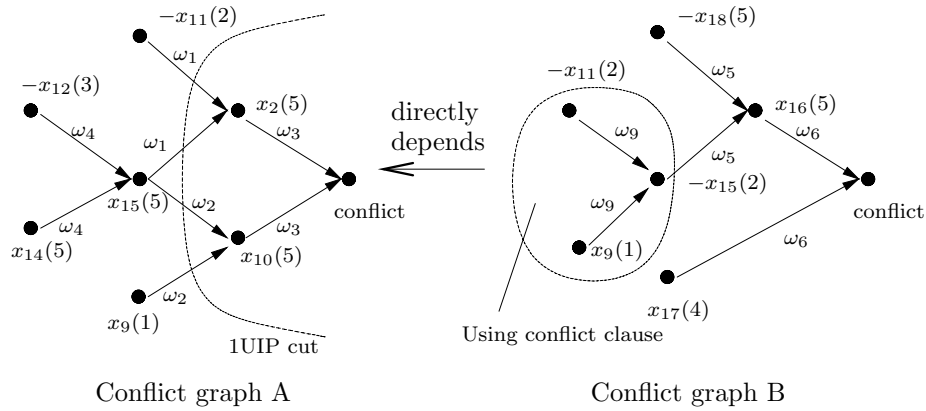 −x₁₁(2)
ω₁
−x₁₂(3)
x₂(5)
ω₄
ω₁
ω₃
x₁₅(5)
ω₂
conflict
ω₄
ω₃
x₁₄(5)
x₁₀(5)
ω₂
x₉(1)
1UIP cut
Conflict graph A
directly
depends
−x₁₈(5)
−x₁₁(2)
ω₅
x₁₆(5)
ω₉
ω₆
ω₅
−x₁₅(2)
ω₉
conflict
x₉(1)
ω₆
x₁₇(4)
Using conflict clause
Conflict graph B